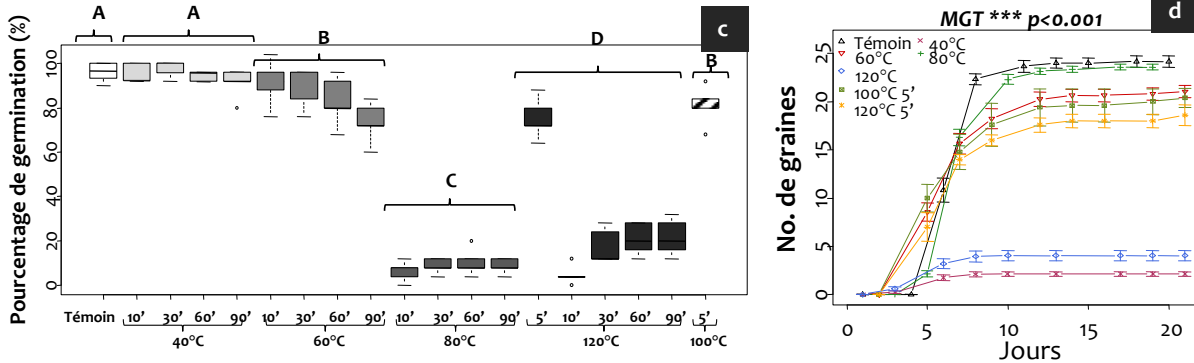 c
Pourcentage de germination (%)
100
80
60
40
20
0
A
A
B
C
D
B
Témoin
10’ 30’ 60’ 99’
40°C
10’ 30’ 60’ 90’
60°C
10’ 30’ 60’ 90’
80°C
5’ 10’ 30’ 60’ 99’
120°C
5’
100°C
MGT *** p<0.001
d
No. de graines
25
20
15
10
5
0
Témoin
60°C
120°C
100°C 5’
120°C 5’
40°C
80°C
0 5 10 15 20
Jours